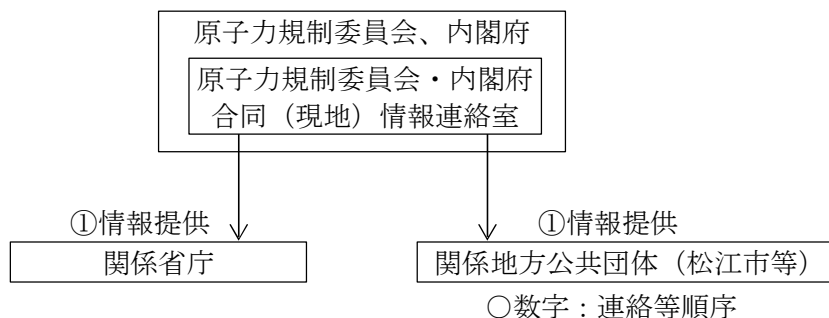 原子力規制委員会、内閣府
原子力規制委員会・内閣府
合同（現地）情報連絡室
①情報提供
①情報提供
関係省庁
関係地方公共団体（松江市等）
○数字：連絡等順序